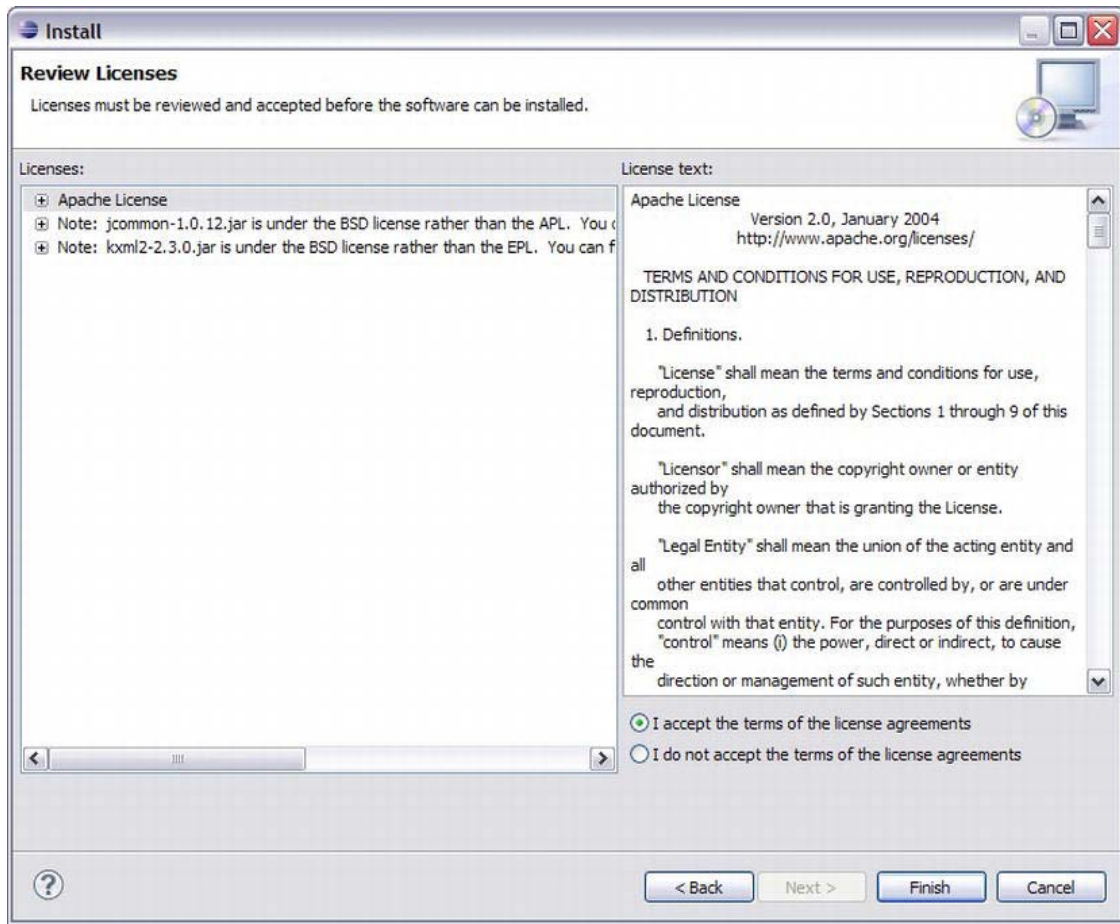 Install
Review Licenses
Licenses must be reviewed and accepted before the software can be installed.
Licenses:
Apache License
Note: jcommon-1.0.12.jar is under the BSD license rather than the APL. You
Note: kxml2-2.3.0.jar is under the BSD license rather than the EPL. You can f
License text:
Apache License
Version 2.0, January 2004
http://www.apache.org/licenses/
TERMS AND CONDITIONS FOR USE, REPRODUCTION, AND
DISTRIBUTION
1. Definitions.
"License" shall mean the terms and conditions for use,
reproduction,
and distribution as defined by Sections 1 through 9 of this
document.
"Licensor" shall mean the copyright owner or entity
authorized by
the copyright owner that is granting the License.
"Legal Entity" shall mean the union of the acting entity and
all
other entities that control, are controlled by, or are under
common
control with that entity. For the purposes of this definition,
"control" means (i) the power, direct or indirect, to cause
the
direction or management of such entity, whether by
I accept the terms of the license agreements
I do not accept the terms of the license agreements
< Back
Next >
Finish
Cancel